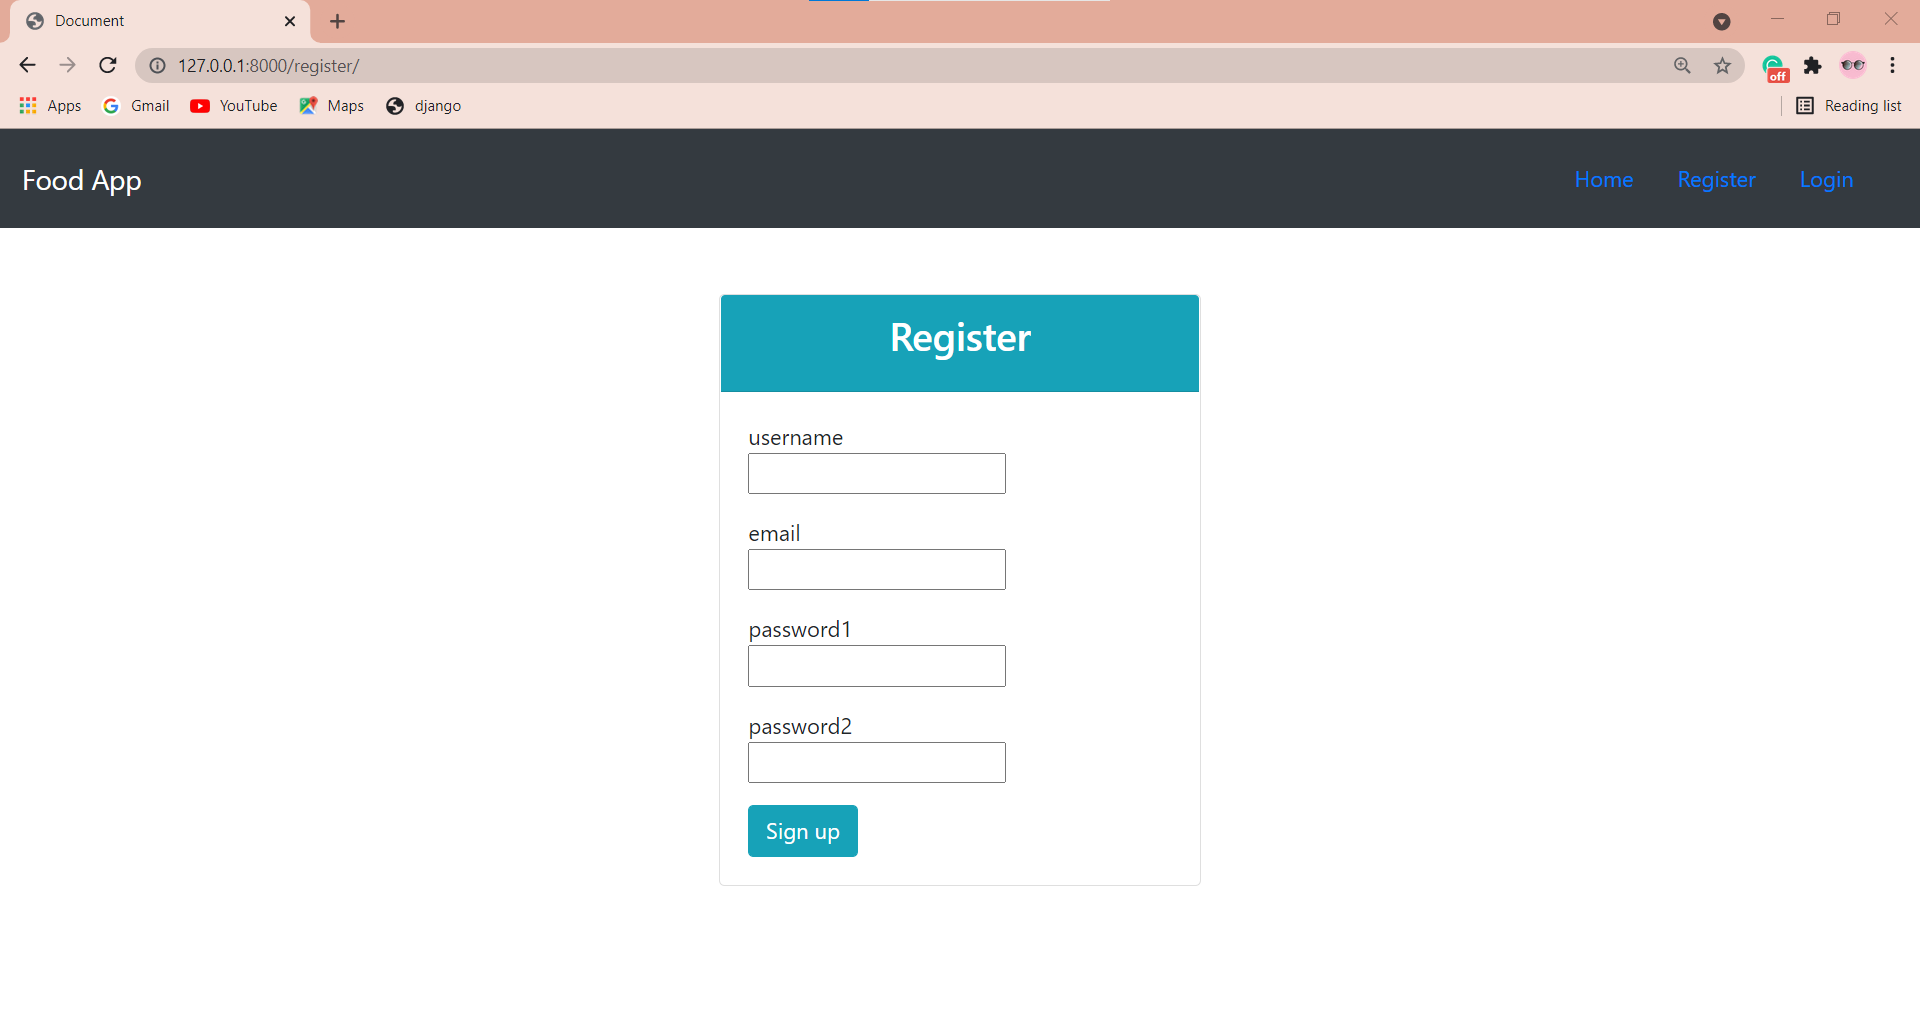 Document
127.0.0.1:8000/register/
off
Apps Gmail YouTube Maps django Reading list
Food App Home Register Login
Register
username
email
password1
password2
Sign up